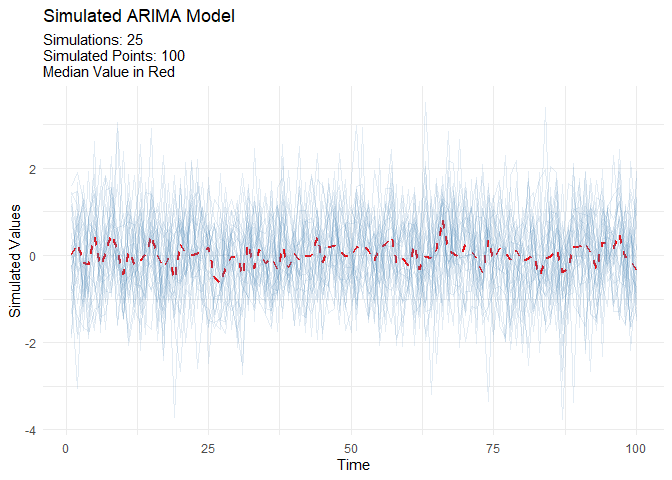 Simulated ARIMA Model
Simulations: 25
Simulated Points: 100
Median Value in Red
Simulated Values
2
0
-2
-4
0 25 50 75 100
Time